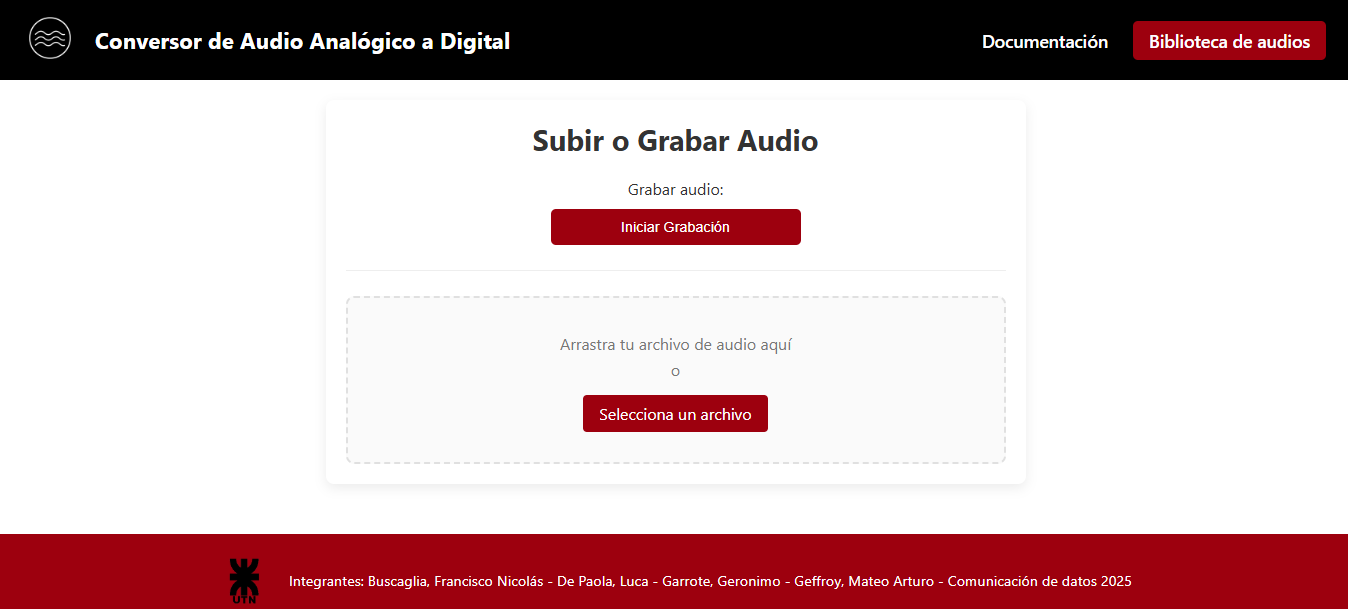 Conversor de Audio Analógico a Digital
Documentación
Biblioteca de audios
Subir o Grabar Audio
Grabar audio:
Iniciar Grabación
Arrastra tu archivo de audio aquí
o
Selecciona un archivo
UTN
Integrantes: Buscaglia, Francisco Nicolás - De Paola, Luca - Garrote, Geronimo - Geffroy, Mateo Arturo - Comunicación de datos 2025